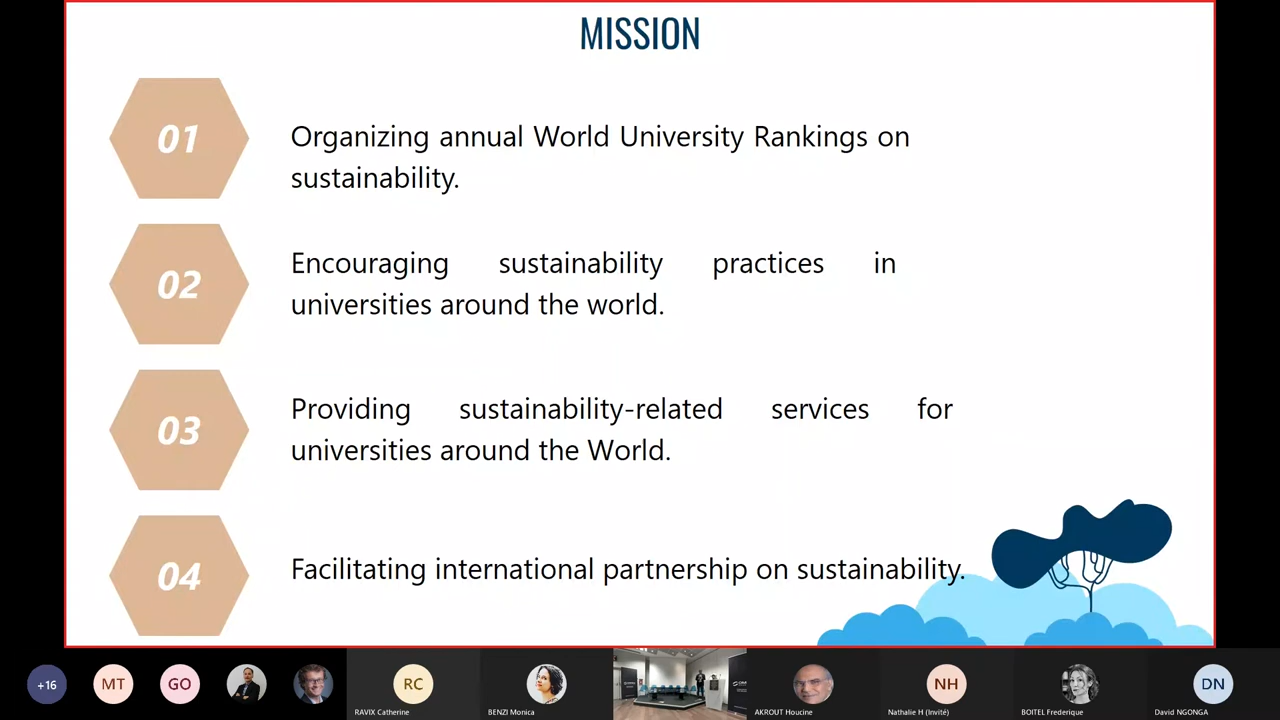 MISSION
01
Organizing annual World University Rankings on
sustainability.
02
Encouraging sustainability practices in
universities around the world.
03
Providing sustainability-related services for
universities around the World.
04
Facilitating international partnership on sustainability.
+16
MT
GO
RC
NH
DN
RAVIX Catherine
BENZI Monica
AKROUT Houcine
Nathalie H (Invité)
BOITEL Frederique
David NGONGA